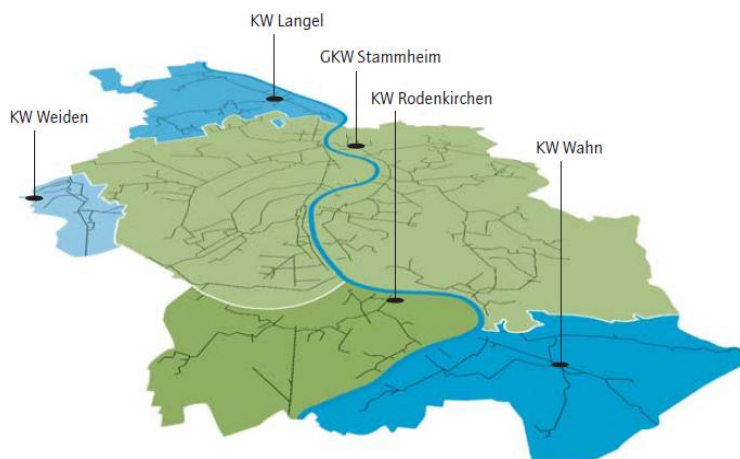 KW Langel
GKW Stammheim
KW Rodenkirchen
KW Weiden
KW Wahn